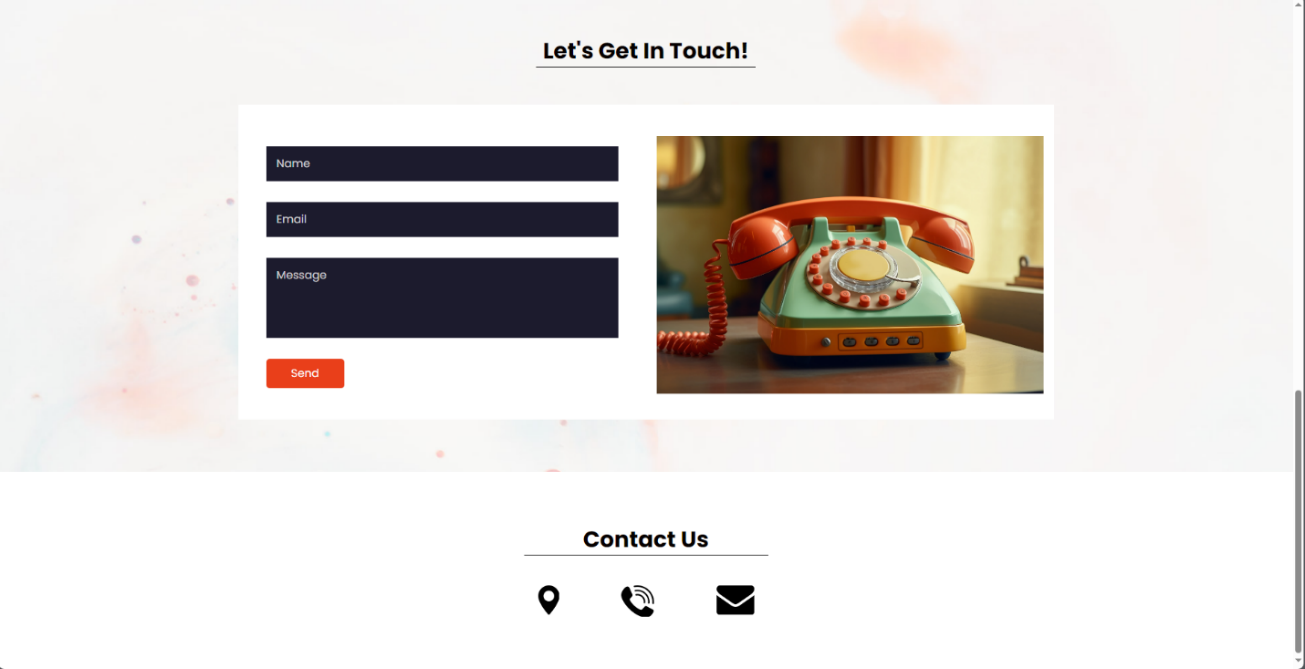 Let's Get In Touch!
Name
Email
Message
Send
Contact Us